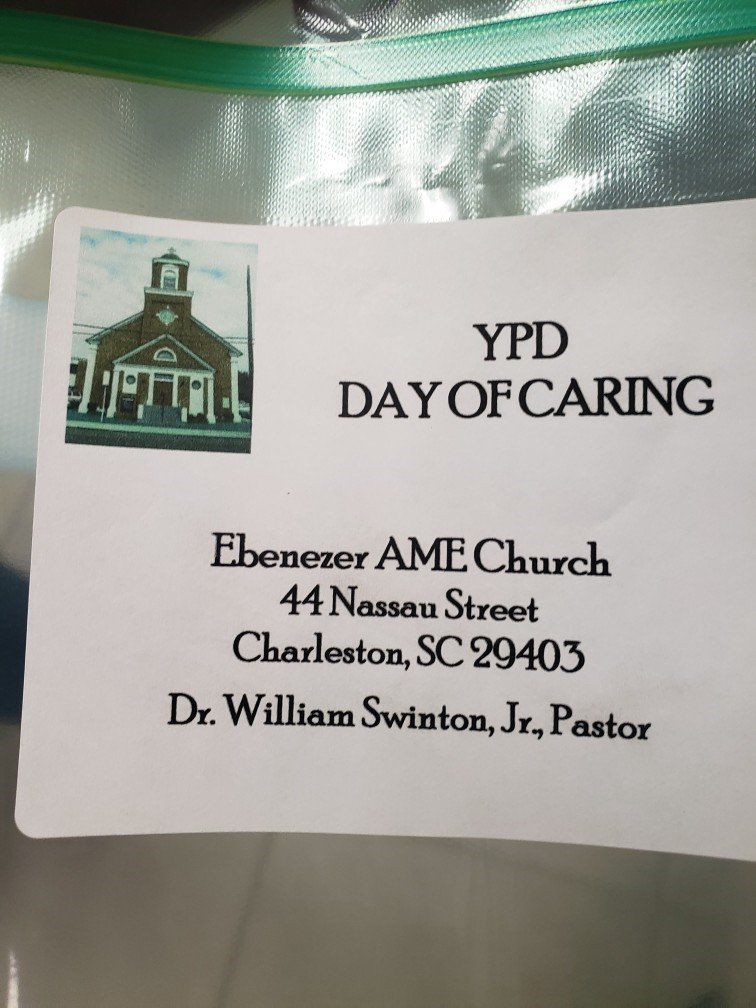 YPD
DAY OF CARING
Ebenezer AME Church
44 Nassau Street
Charleston, SC 29403
Dr. William Swinton, Jr., Pastor